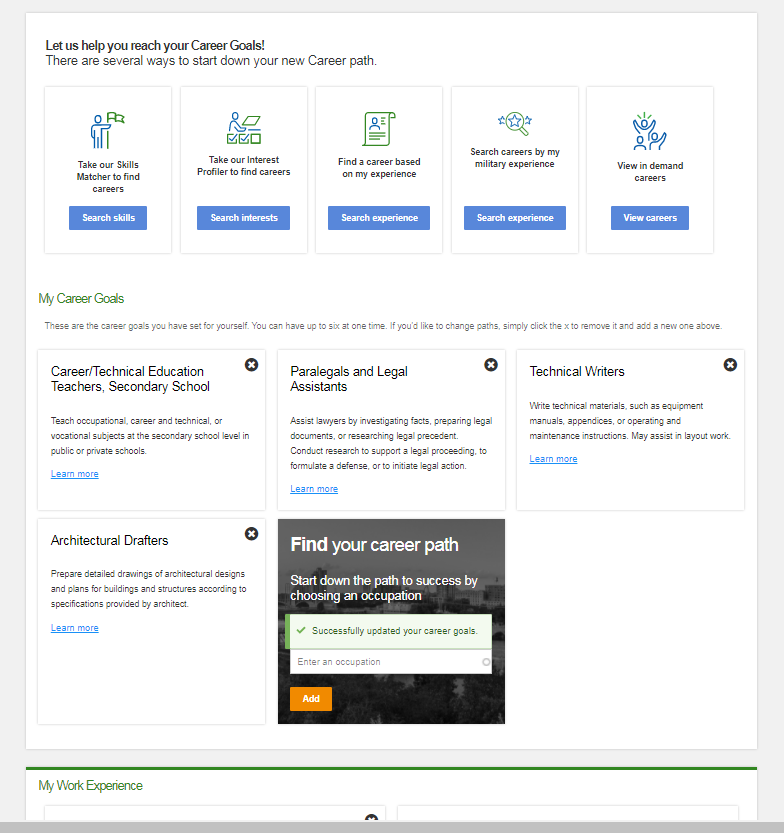 Let us help you reach your Career Goals!
There are several ways to start down your new Career path.
Take our Skills
Matcher to find
careers
Search skills
Take our Interest
Profiler to find careers
Search interests
Find a career based
on my experience
Search experience
Search careers by my
military experience
Search experience
View in demand
careers
View careers
My Career Goals
These are the career goals you have set for yourself. You can have up to six at one time. If you'd like to change paths, simply click the x to remove it and add a new one above.
Career/Technical Education
Teachers, Secondary School
Teach occupational, career and technical, or
vocational subjects at the secondary school level in
public or private schools.
Learn more
Paralegals and Legal
Assistants
Assist lawyers by investigating facts, preparing legal
documents, or researching legal precedent.
Conduct research to support a legal proceeding, to
formulate a defense, or to initiate legal action.
Learn more
Technical Writers
Write technical materials, such as equipment
manuals, appendices, or operating and
maintenance instructions. May assist in layout work.
Learn more
Architectural Drafters
Prepare detailed drawings of architectural designs
and plans for buildings and structures according to
specifications provided by architect.
Learn more
Find your career path
Start down the path to success by
choosing an occupation
Successfully updated your career goals.
Enter an occupation
Add
My Work Experience